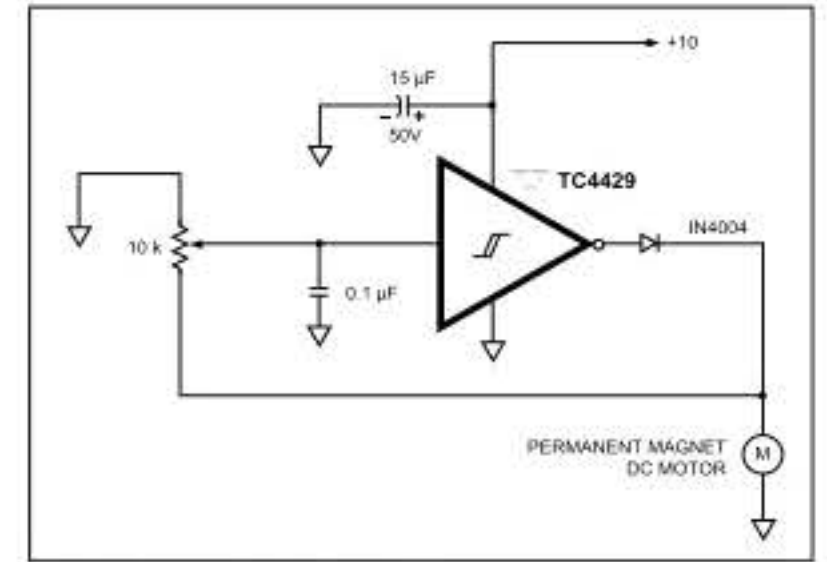 +10
15 µF
- +
50V
TC4429
IN4004
10 k
0.1 µF
PERMANENT MAGNET
DC MOTOR
M